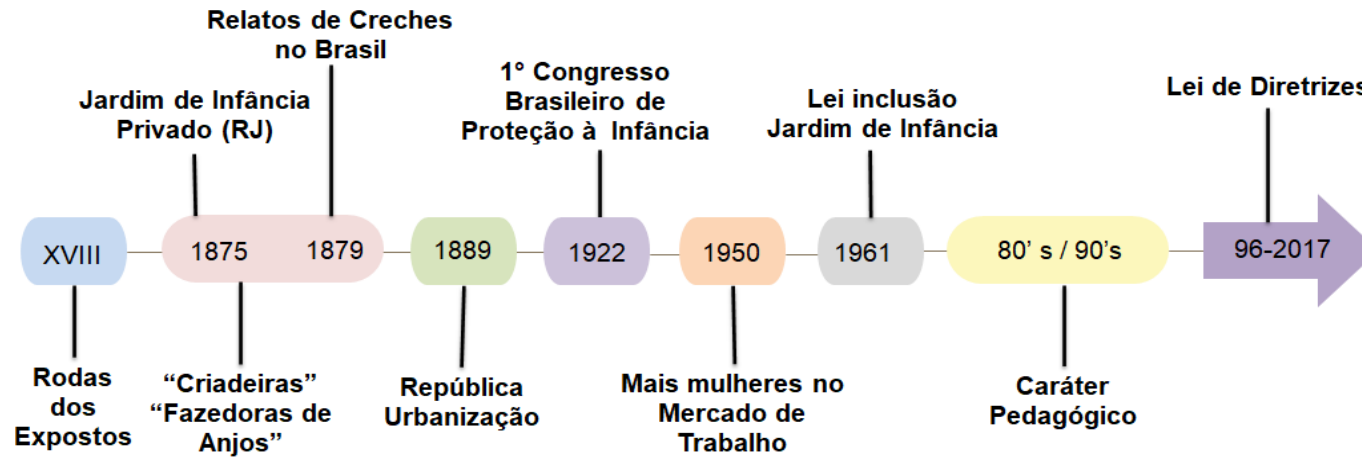 Relatos de Creches
no Brasil
Jardim de Infância
Privado (RJ)
1° Congresso
Brasileiro de
Proteção à Infância
Lei inclusão
Jardim de Infância
Lei de Diretrizes
XVIII
1875
1879
1889
1922
1950
1961
80' s / 90's
96-2017
Rodas
dos
Expostos
“Criadeiras”
“Fazedoras de
Anjos”
República
Urbanização
Mais mulheres no
Mercado de
Trabalho
Caráter
Pedagógico